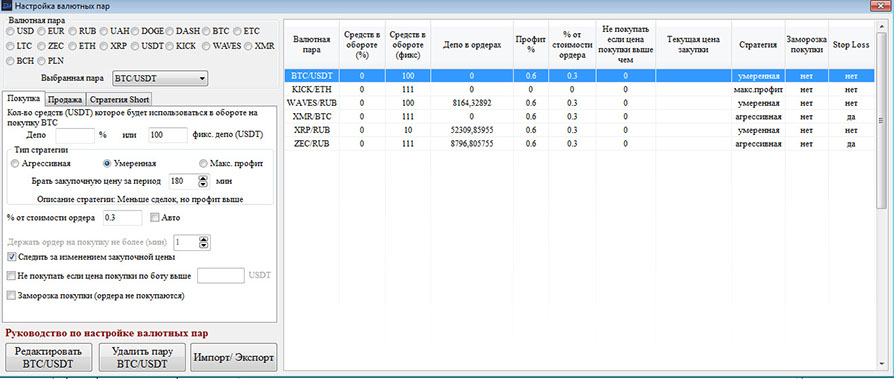 Настройка валютных пар
Валютная пара
USD EUR RUB UAH DOGE DASH BTC ETC
LTC ZEC ETH XRP USDT KICK WAVES XMR
BCH PLN
Выбранная пара BTC/USDT
Покупка Продажа Стратегия Short
Кол-во средств (USDT) которое будет использоваться в обороте на
покупку BTC
Депо % или 100 фикс. депо (USDT)
Тип стратегии
Агрессивная Умеренная Макс. профит
Брать закупочную цену за период 180 мин
Описание стратегии: Меньше сделок, но профит выше
% от стоимости ордера 0.3 Авто
Держать ордер на покупку не более (мин) 1
Следить за изменением закупочной цены
Не покупать если цена покупки по боту выше USDT
Заморозка покупки (ордера не покупаются)
Руководство по настройке валютных пар
Редактировать
BTC/USDT
Удалить пару
BTC/USDT
Импорт/ Экспорт
Валютная
пара
Средств в
обороте
(%)
Средств в
обороте
(фикс)
Депо в ордерах
Профит
%
% от
стоимости
ордера
Не покупать
если цена
покупки выше
чем
Текущая цена
закупки
Стратегия
Заморозка
покупки
Stop Loss
BTC/USDT 0 100 0 0.6 0.3 0 умеренная нет нет
KICK/ETH 0 111 0 0 0 0 макс.профит нет нет
WAVES/RUB 0 100 8164,32892 0.6 0.3 0 умеренная нет нет
XMR/BTC 0 111 0 0.6 0.3 0 агрессивная нет да
XRP/RUB 0 10 52309,85955 0.6 0.3 0 умеренная нет нет
ZEC/RUB 0 111 8796,805755 0.6 0.3 0 агрессивная нет да